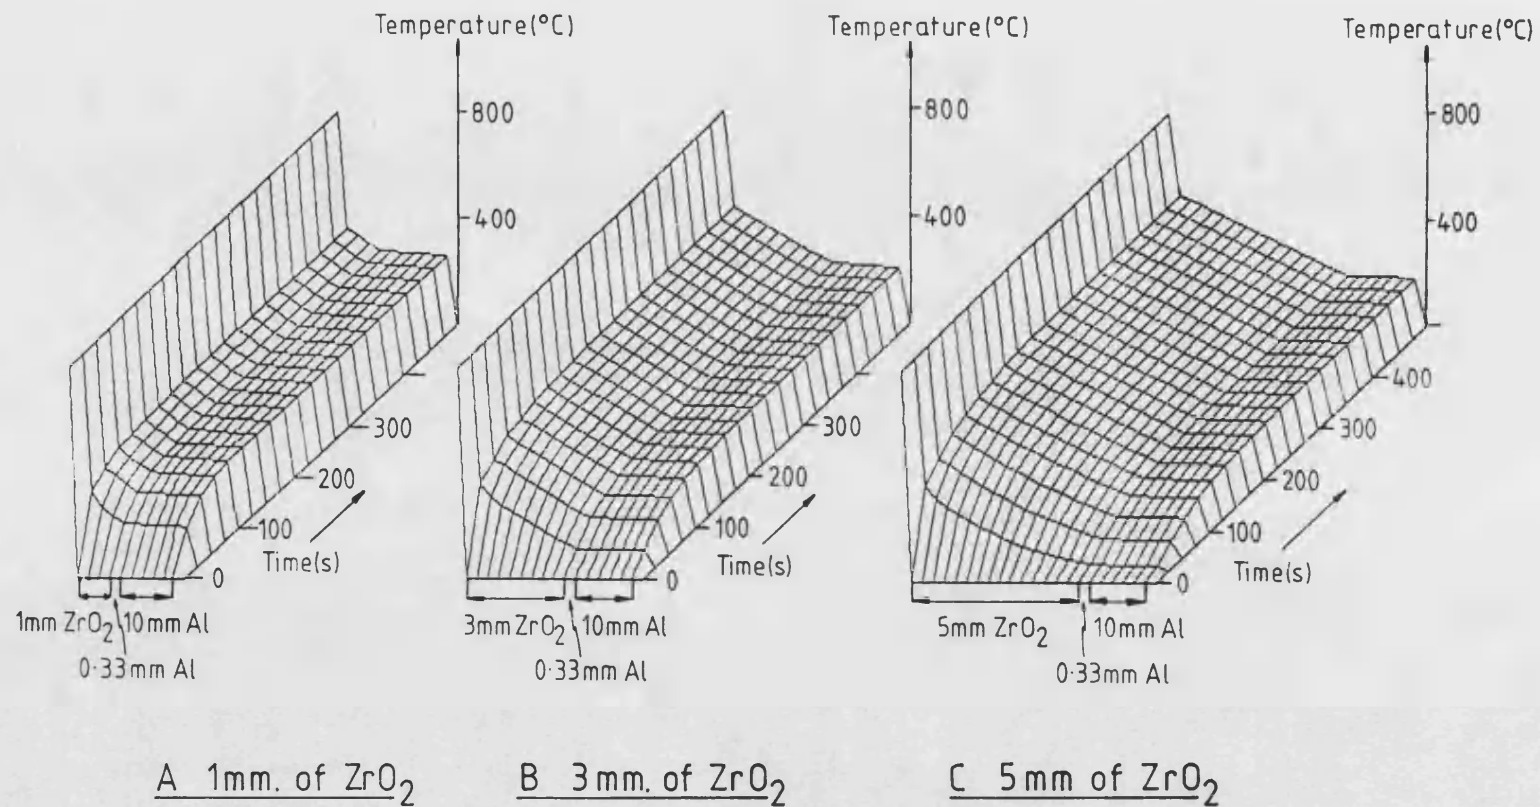 Temperature(°C)
800
400
300
200
100
0
Time(s)
1mm ZrO₂ 10mm Al
0·33mm Al
Temperature(°C)
800
400
300
200
100
0
Time(s)
3mm ZrO₂ 10mm Al
0·33mm Al
Temperature(°C)
800
400
400
300
200
100
0
Time(s)
5mm ZrO₂ 10mm Al
0·33mm Al
A 1mm. of ZrO₂
B 3mm. of ZrO₂
C 5mm of ZrO₂